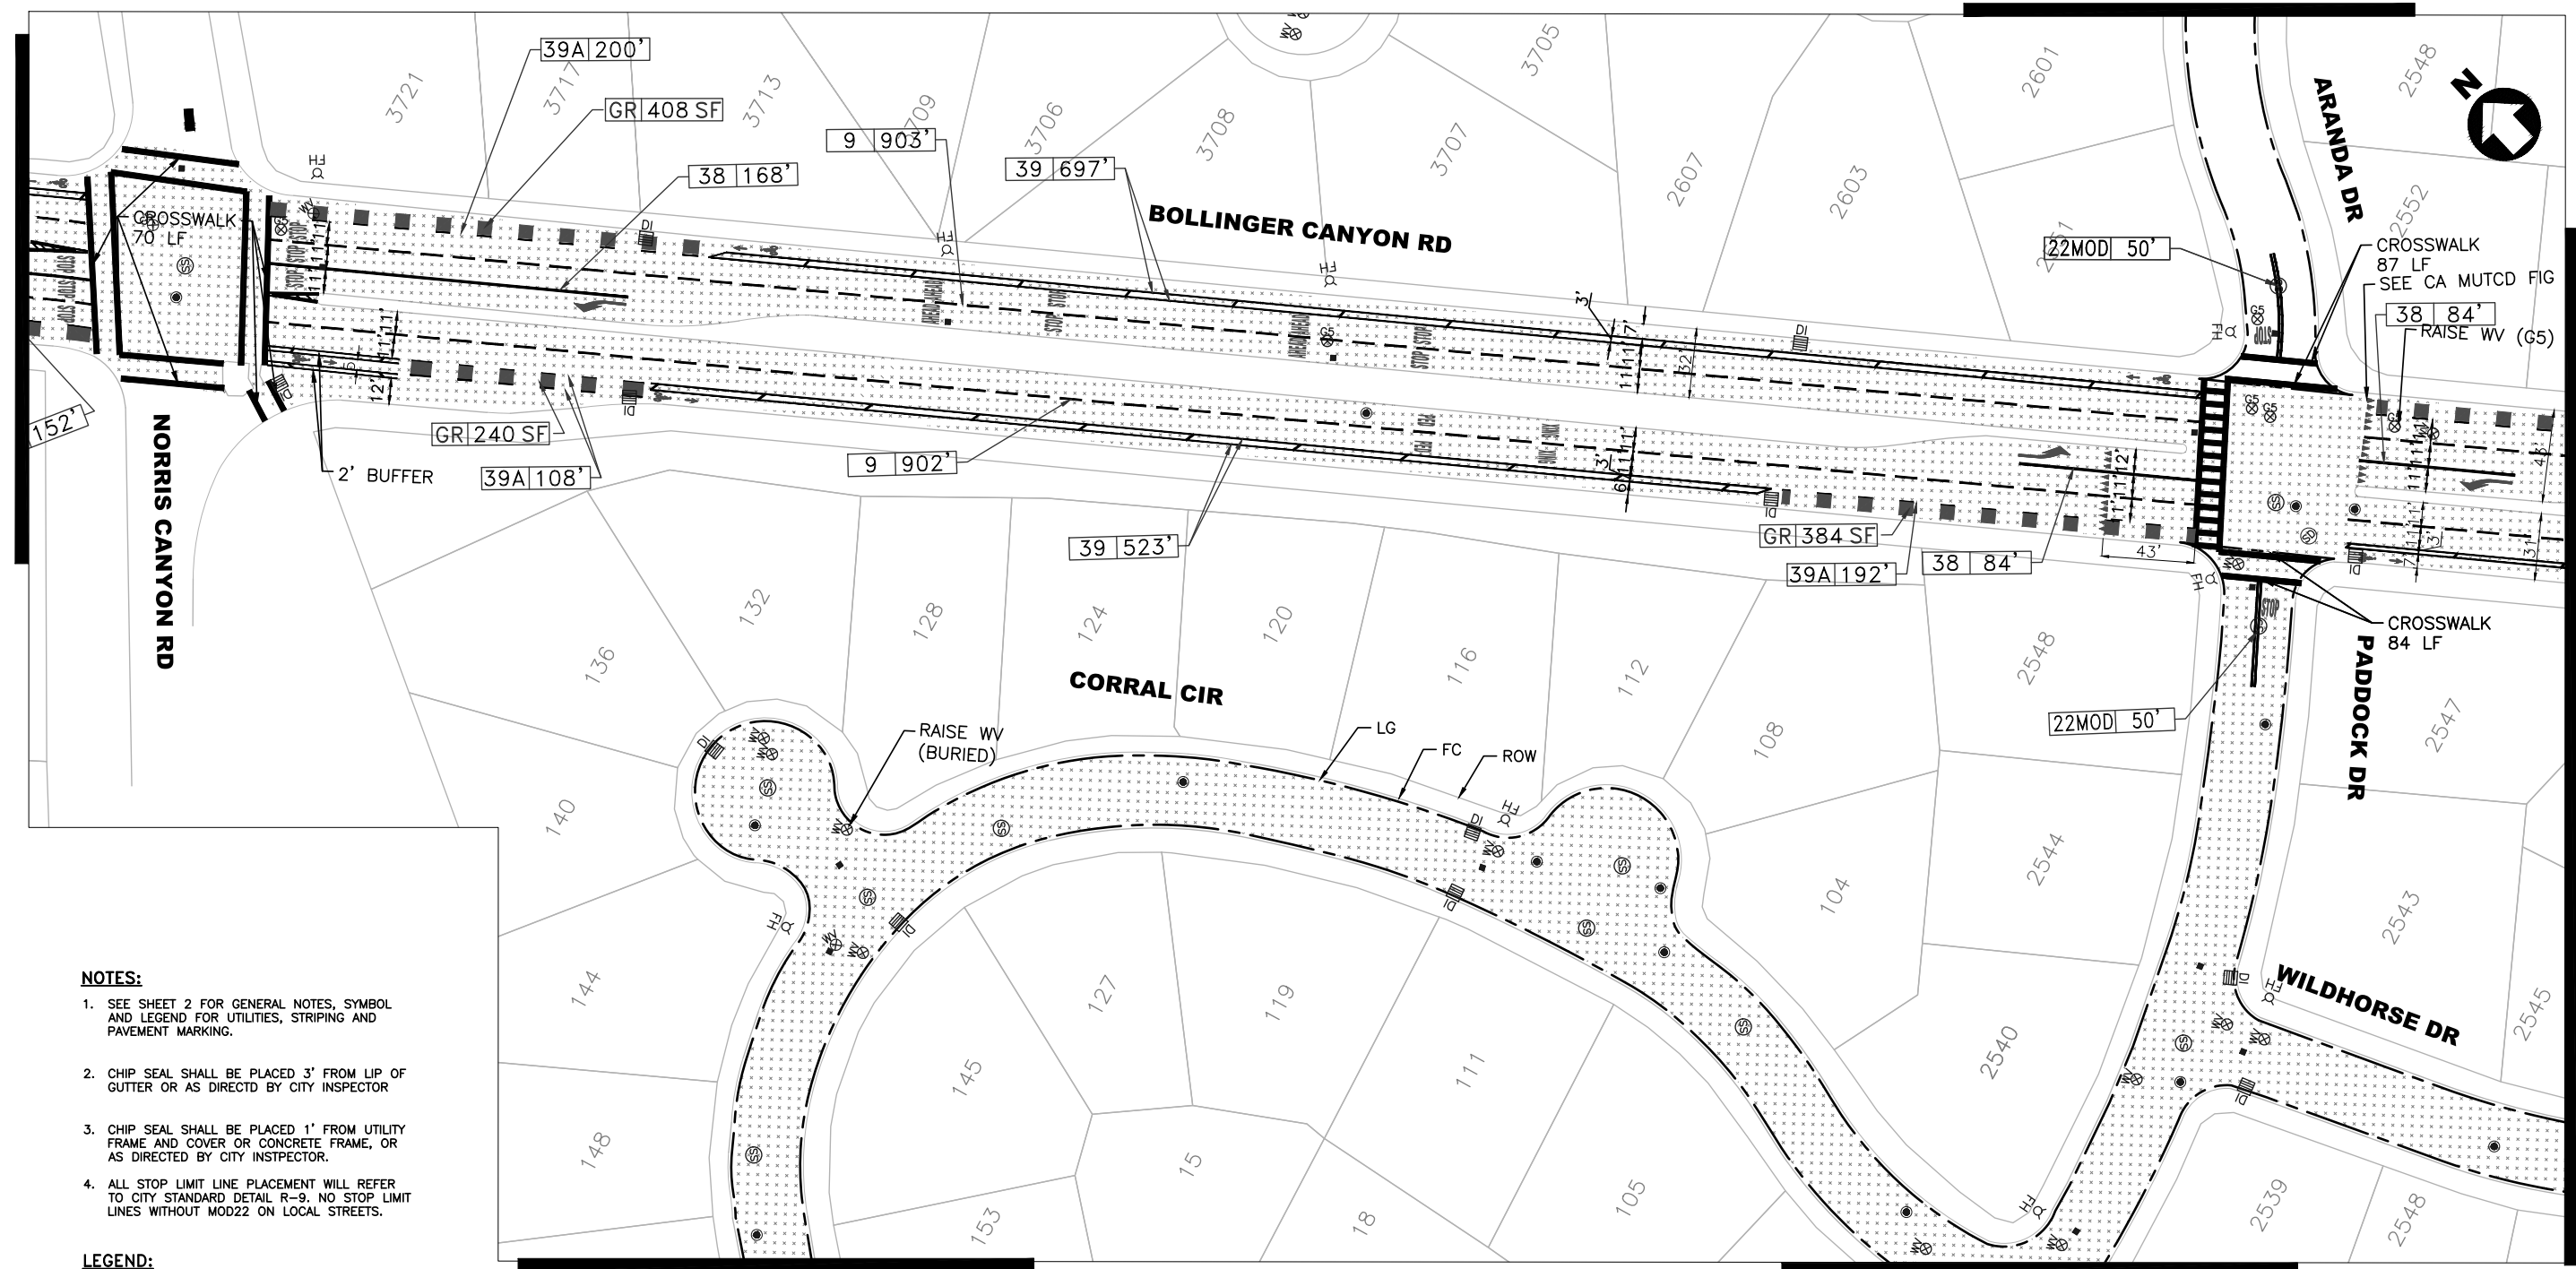 39A 200'
GR 408 SF
38 168'
9 903'
39 697'
BOLLINGER CANYON RD
3721
3717
3713
3709
3706
3708
3705
3707
2607
2603
2601
2651
2548
2552
ARANDA DR
N
22MOD 50'
CROSSWALK
87 LF
SEE CA MUTCD FIG
38 84'
RAISE WV (G5)
CROSSWALK
70 LF
152'
NORRIS CANYON RD
2' BUFFER
GR 240 SF
39A 108'
9 902'
39 523'
GR 384 SF
39A 192'
38 84'
43'
CROSSWALK
84 LF
22MOD 50'
PADDOCK DR
CORRAL CIR
RAISE WV
(BURIED)
LG
FC
ROW
132
128
124
120
116
112
108
104
136
140
144
148
127
119
111
105
145
153
15
18
2548
2544
2540
2547
2543
2545
2539
2548
WILDHORSE DR
NOTES:
1. SEE SHEET 2 FOR GENERAL NOTES, SYMBOL
AND LEGEND FOR UTILITIES, STRIPING AND
PAVEMENT MARKING.
2. CHIP SEAL SHALL BE PLACED 3' FROM LIP OF
GUTTER OR AS DIRECTD BY CITY INSPECTOR
3. CHIP SEAL SHALL BE PLACED 1' FROM UTILITY
FRAME AND COVER OR CONCRETE FRAME, OR
AS DIRECTED BY CITY INSTPECTOR.
4. ALL STOP LIMIT LINE PLACEMENT WILL REFER
TO CITY STANDARD DETAIL R-9. NO STOP LIMIT
LINES WITHOUT MOD22 ON LOCAL STREETS.
LEGEND: